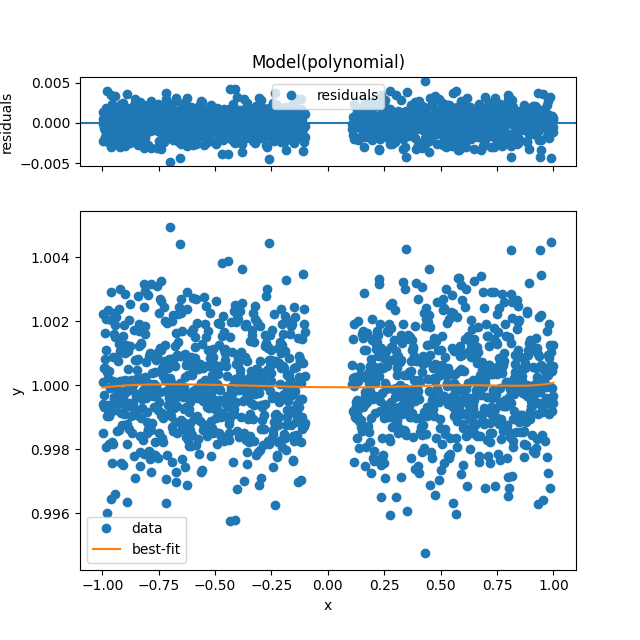 Model(polynomial)
0.005
0.000
−0.005
residuals
residuals
1.004
1.002
1.000
0.998
0.996
y
data
best-fit
−1.00 −0.75 −0.50 −0.25 0.00 0.25 0.50 0.75 1.00
x